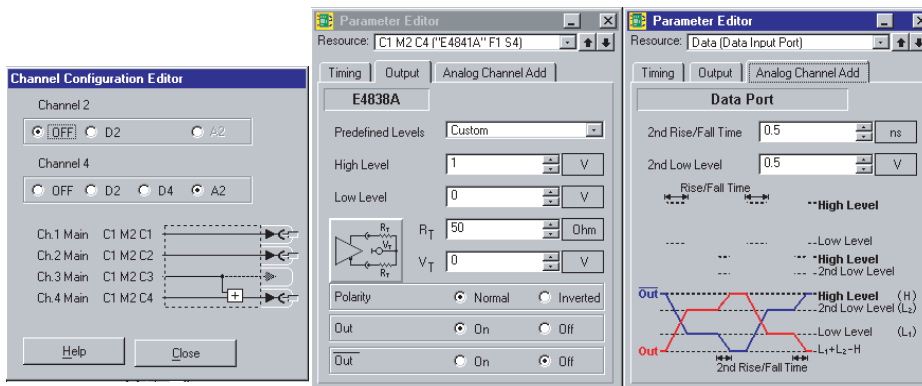 Channel Configuration Editor
Channel 2
OFF D2 A2
Channel 4
OFF D2 D4 A2
Ch.1 Main C1 M2 C1
Ch.2 Main C1 M2 C2
Ch.3 Main C1 M2 C3
Ch.4 Main C1 M2 C4
+
Help Close
Parameter Editor
Resource: C1 M2 C4 ("E4841A" F1 S4)
Timing Output Analog Channel Add
E4838A
Predefined Levels Custom
High Level 1 V
Low Level 0 V
RT 50 Ohm
VT 0 V
RT
VT
RT
Polarity Normal Inverted
Out On Off
Out On Off
Parameter Editor
Resource: Data (Data Input Port)
Timing Output Analog Channel Add
Data Port
2nd Rise/Fall Time 0.5 ns
2nd Low Level 0.5 V
Rise/Fall Time
High Level
Low Level
High Level
2nd Low Level
Out High Level (H)
2nd Low Level (L₂)
Low Level (L₁)
Out L₁+L₂-H
2nd Rise/Fall Time